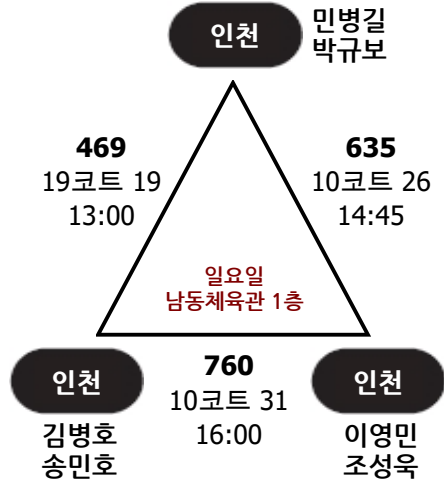 인천
민병길
박규보
469
19코트 19
13:00
635
10코트 26
14:45
일요일
남동체육관 1층
인천
김병호
송민호
760
10코트 31
16:00
인천
이영민
조성욱